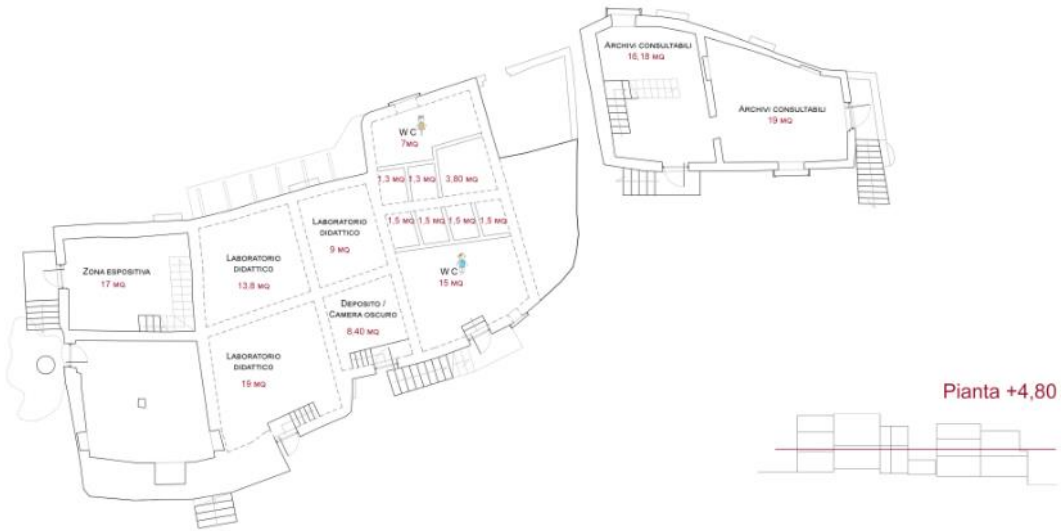 ARCHIVI CONSULTABILI
16,18 MQ
ARCHIVI CONSULTABILI
19 MQ
WC
7MQ
1,3 MQ 1,3 MQ 3,80 MQ
1,5 MQ 1,5 MQ 1,5 MQ 1,5 MQ
LABORATORIO
DIDATTICO
9 MQ
WC
15 MQ
ZONA ESPOSITIVA
17 MQ
LABORATORIO
DIDATTICO
13,8 MQ
DEPOSITO /
CAMERA OSCURO
8,40 MQ
LABORATORIO
DIDATTICO
19 MQ
Pianta +4,80